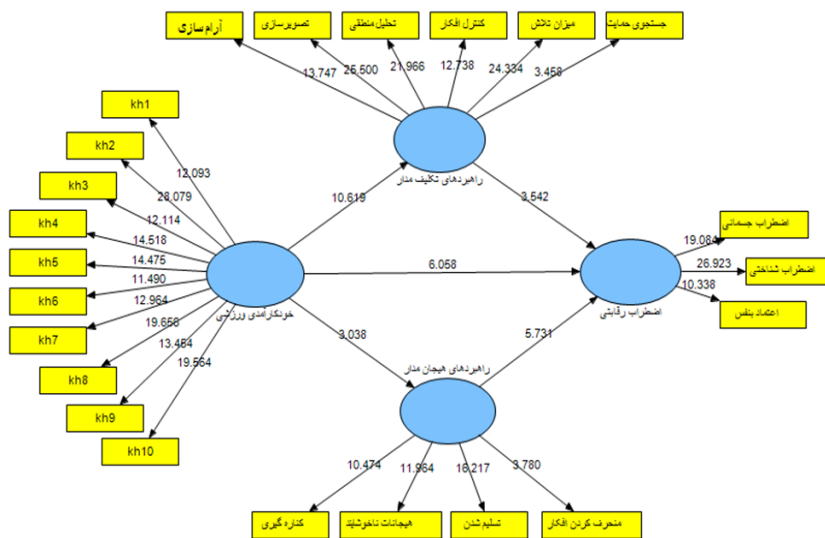 آرام سازی
تصویرسازی
تحلیل منطقی
کنترل افکار
میزان تلاش
جستجوی حمایت
13.747
25.500
21.966
12.738
24.334
3.458
kh1
kh2
kh3
kh4
kh5
kh6
kh7
kh8
kh9
kh10
12.093
28.079
12.114
14.518
14.475
11.490
12.964
19.656
13.454
19.564
خودکارآمدی ورزشی
راهبردهای تکلیف مدار
10.619
3.542
6.058
3.038
5.731
راهبردهای هیجان مدار
اضطراب رقابتی
19.084
26.923
10.338
اضطراب جسمانی
اضطراب شناختی
اعتماد بنفس
10.474
11.964
16.217
3.780
کناره گیری
هیجانات ناخوشایند
تسلیم شدن
منحرف کردن افکار